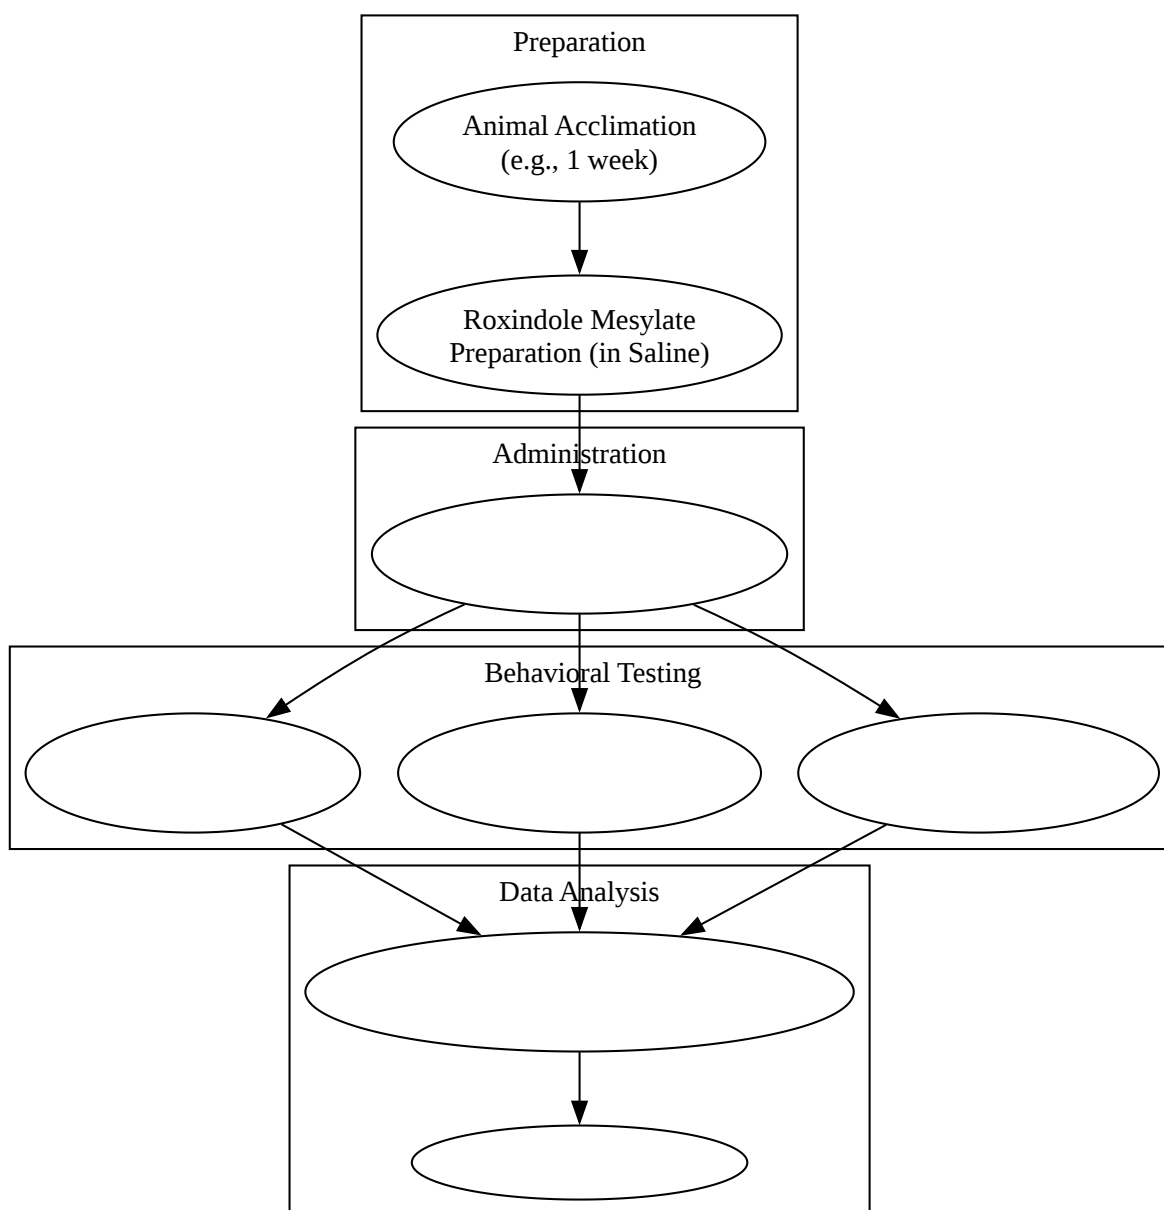 Preparation
Animal Acclimation
(e.g., 1 week)
Roxindole Mesylate
Preparation (in Saline)
Administration
Behavioral Testing
Data Analysis